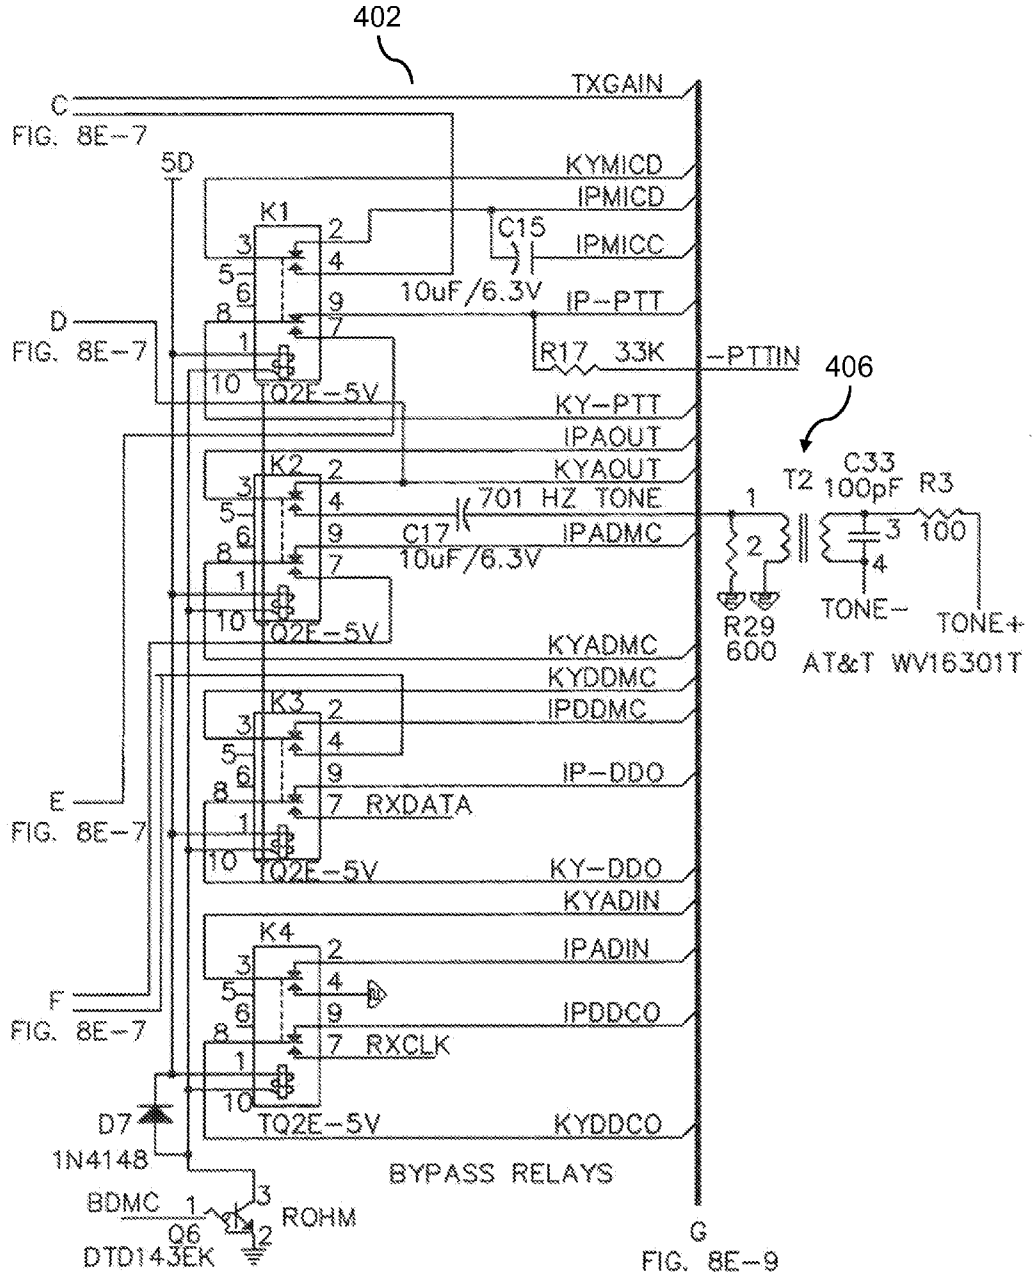 402
TXGAIN
C
FIG. 8E-7
5D
KYMICD
IPMICD
K1
2
C15
3
4
IPMICC
5
10uF/6.3V
6
9
IP-PTT
8
7
D
FIG. 8E-7
1
R17 33K
-PTTIN
10
406
TQ2E-5V
KY-PTT
IPAOUT
K2
2
KYAOUT
3
4
701 HZ TONE
5
C17
10uF/6.3V
6
9
IPADMC
8
7
1
10
TQ2E-5V
1
T2
C33
100pF
R3
100
2
3
4
R29
600
TONE-
TONE+
AT&T WV16301T
KYADMC
KYDDMC
K3
2
IPDDMC
3
4
5
6
9
IP-DDO
8
7
RXDATA
E
FIG. 8E-7
1
10
TQ2E-5V
KY-DDO
KYADIN
K4
2
IPADIN
3
4
5
6
9
IPDDCO
F
FIG. 8E-7
8
7
RXCLK
1
10
D7
TQ2E-5V
KYDDCO
1N4148
BYPASS RELAYS
BDMC 1
3
ROHM
Q6
2
DTD143EK
G
FIG. 8E-9